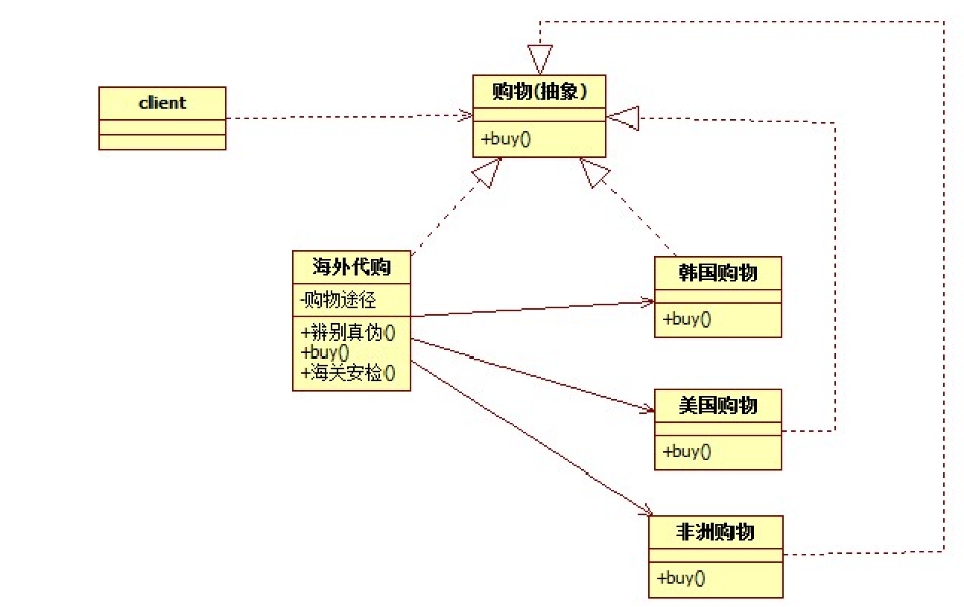 client
购物(抽象）
+buy()
海外代购
-购物途径
+辨别真伪()
+buy()
+海关安检()
韩国购物
+buy()
美国购物
+buy()
非洲购物
+buy()